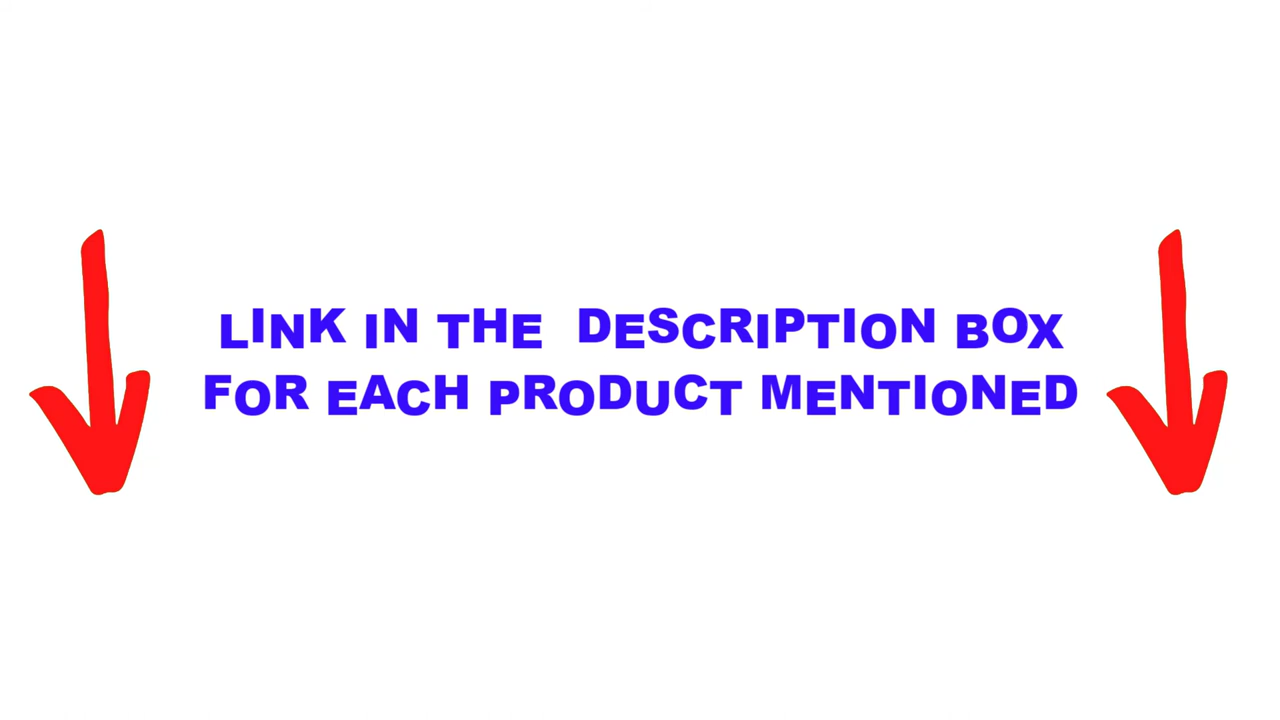 LINK IN THE DESCRIPTION BOX
FOR EACH PRODUCT MENTIONED